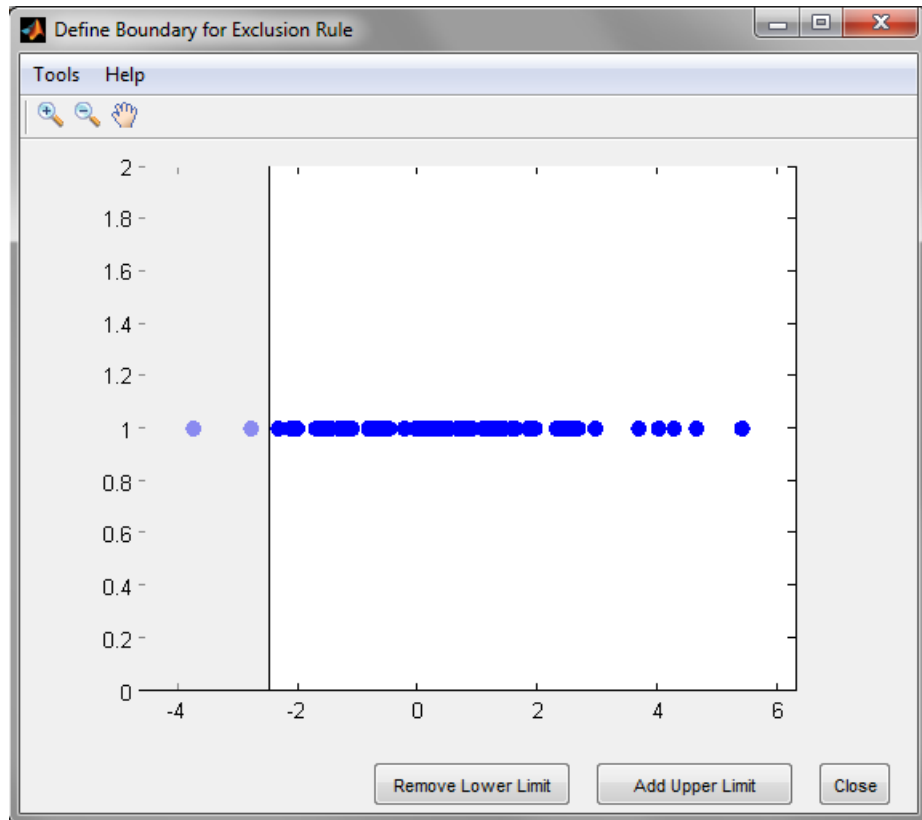 Define Boundary for Exclusion Rule
Tools Help
2
1.8
1.6
1.4
1.2
1
0.8
0.6
0.4
0.2
0
-4 -2 0 2 4 6
Remove Lower Limit Add Upper Limit Close